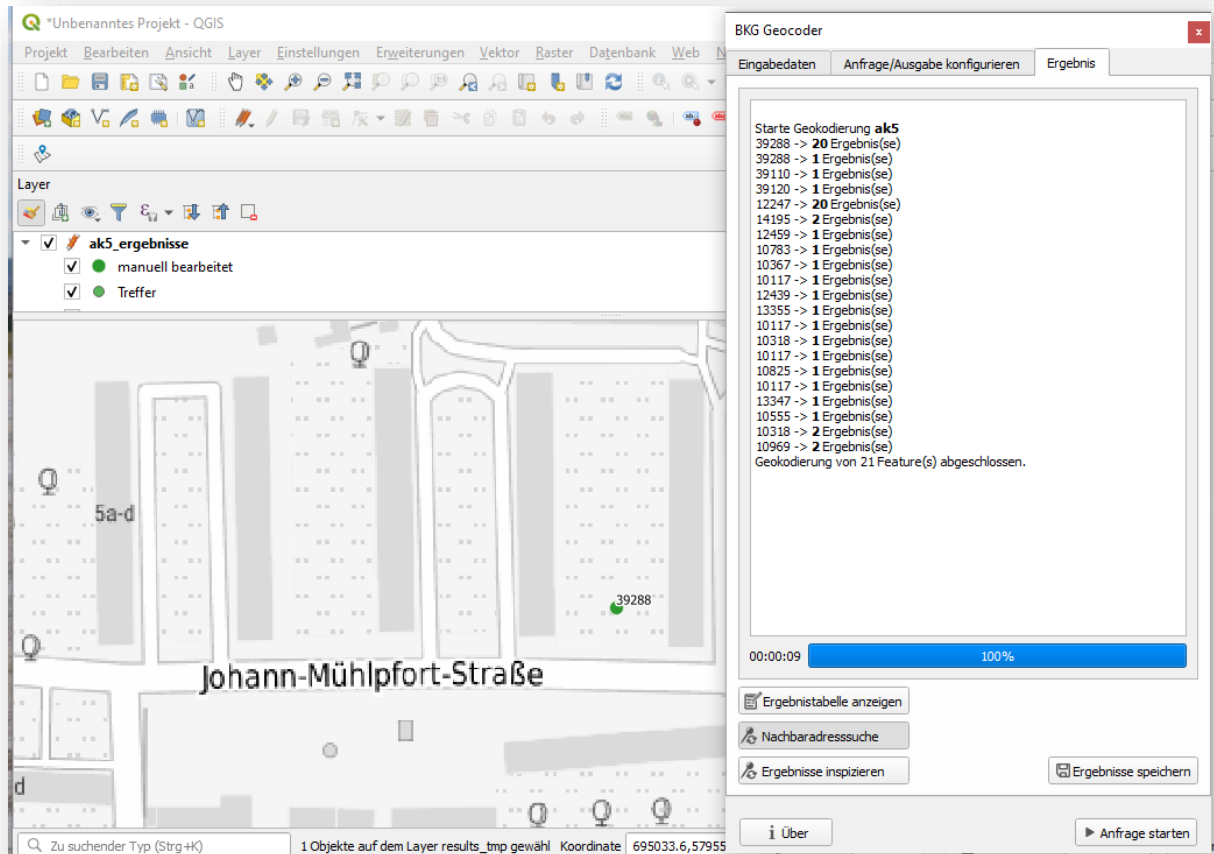 *Unbenanntes Projekt - QGIS
Projekt Bearbeiten Ansicht Layer Einstellungen Erweiterungen Vektor Raster Datenbank Web N
Layer
ak5_ergebnisse
manuell bearbeitet
Treffer
5a-d
39288
Johann-Mühlpfort-Straße
d
Zu suchender Typ (Strg+K)
1 Objekte auf dem Layer results_tmp gewähl Koordinate 695033.6,57955
BKG Geocoder
Eingabedaten Anfrage/Ausgabe konfigurieren Ergebnis
Starte Geokodierung ak5
39288 -> 20 Ergebnis(se)
39288 -> 1 Ergebnis(se)
39110 -> 1 Ergebnis(se)
39120 -> 1 Ergebnis(se)
12247 -> 20 Ergebnis(se)
14195 -> 2 Ergebnis(se)
12459 -> 1 Ergebnis(se)
10783 -> 1 Ergebnis(se)
10367 -> 1 Ergebnis(se)
10117 -> 1 Ergebnis(se)
12439 -> 1 Ergebnis(se)
13355 -> 1 Ergebnis(se)
10117 -> 1 Ergebnis(se)
10318 -> 1 Ergebnis(se)
10117 -> 1 Ergebnis(se)
10825 -> 1 Ergebnis(se)
10117 -> 1 Ergebnis(se)
13347 -> 1 Ergebnis(se)
10555 -> 1 Ergebnis(se)
10318 -> 2 Ergebnis(se)
10969 -> 2 Ergebnis(se)
Geokodierung von 21 Feature(s) abgeschlossen.
00:00:09 100%
Ergebnistabelle anzeigen
Nachbaradresssuche
Ergebnisse inspizieren Ergebnisse speichern
i Über Anfrage starten